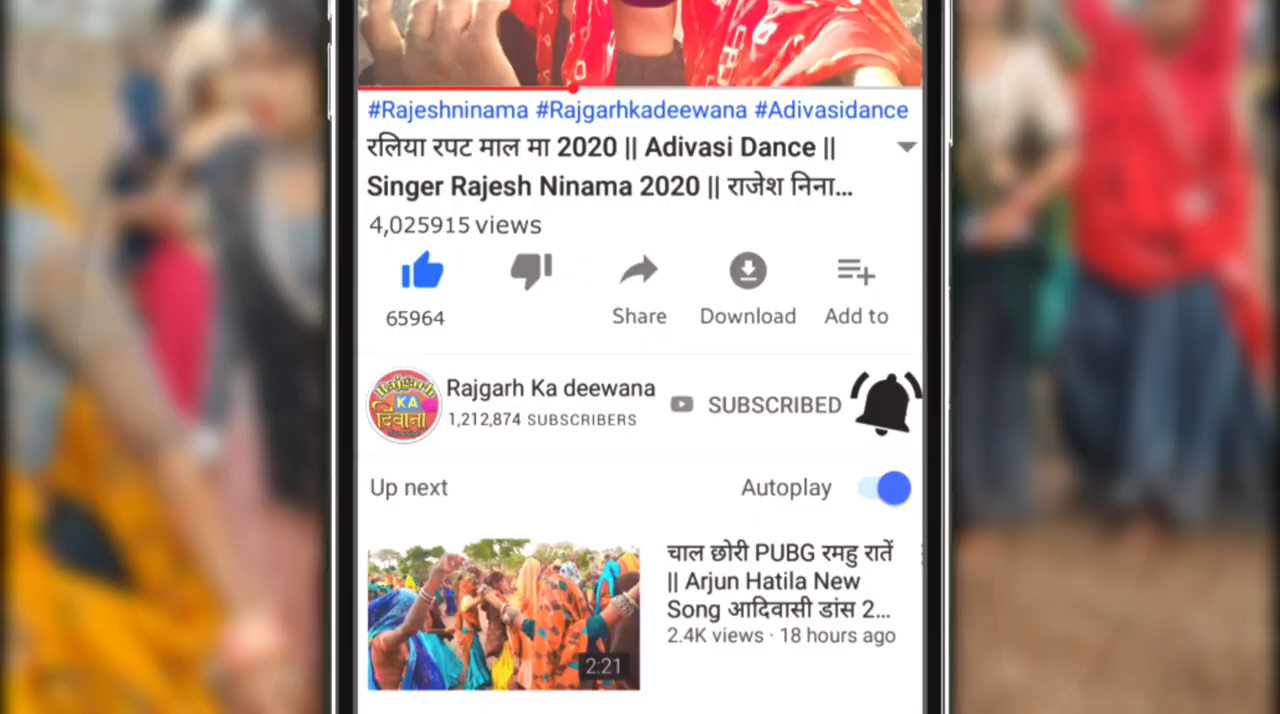 #Rajeshninama #Rajgarhkadeewana #Adivasidance
रलिया रपट माल मा 2020 || Adivasi Dance ||
Singer Rajesh Ninama 2020 || राजेश निना...
4,025915 views
65964
Share
Download
Add to
Rajgarh
KA
दिवाना
Rajgarh Ka deewana
1,212,874 SUBSCRIBERS
SUBSCRIBED
Up next
Autoplay
चाल छोरी PUBG रमहु रातें
|| Arjun Hatila New
Song आदिवासी डांस 2...
2.4K views · 18 hours ago
2:21